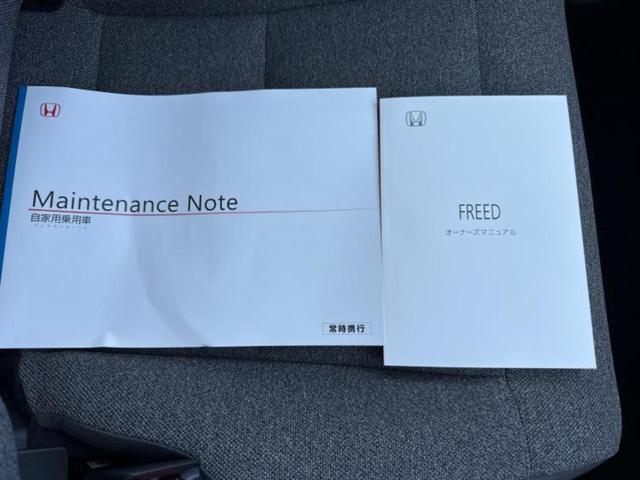 Maintenance Note
自家用乗用車
常時携行
FREED
オーナーズマニュアル